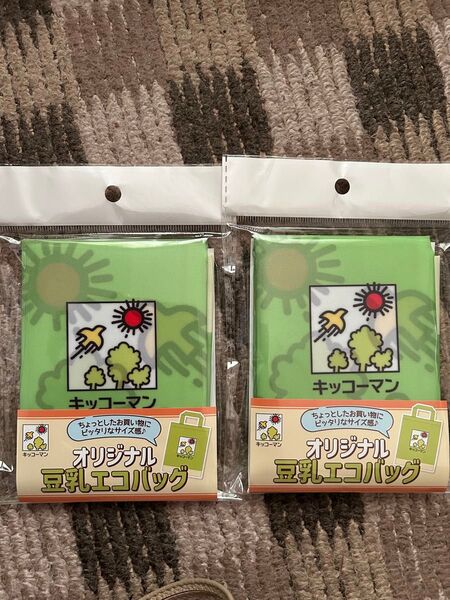 キッコーマン
ちょっとしたお買い物に
ピッタリなサイズ感♪
キッコーマン
オリジナル
豆乳エコバッグ
キッコーマン
ちょっとしたお買い物に
ピッタリなサイズ感♪
キッコーマン
オリジナル
豆乳エコバッグ